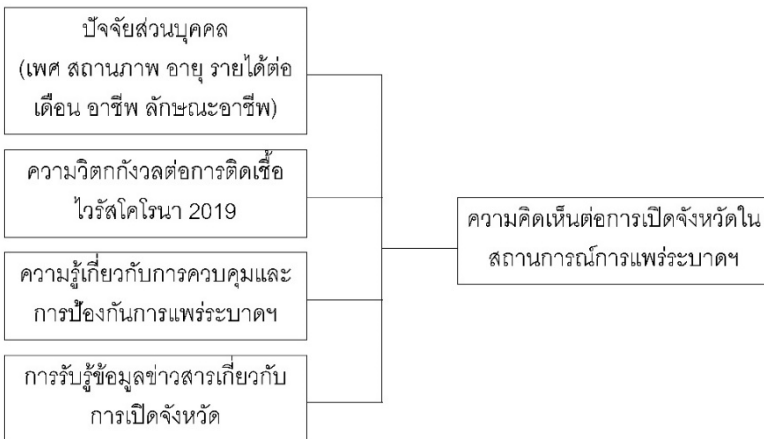 ปัจจัยส่วนบุคคล
(เพศ สถานภาพ อายุ รายได้ต่อ
เดือน อาชีพ ลักษณะอาชีพ)
ความวิตกกังวลต่อการติดเชื้อ
ไวรัสโคโรนา 2019
ความรู้เกี่ยวกับการควบคุมและ
การป้องกันการแพร่ระบาดฯ
การรับรู้ข้อมูลข่าวสารเกี่ยวกับ
การเปิดจังหวัด
ความคิดเห็นต่อการเปิดจังหวัดใน
สถานการณ์การแพร่ระบาดฯ